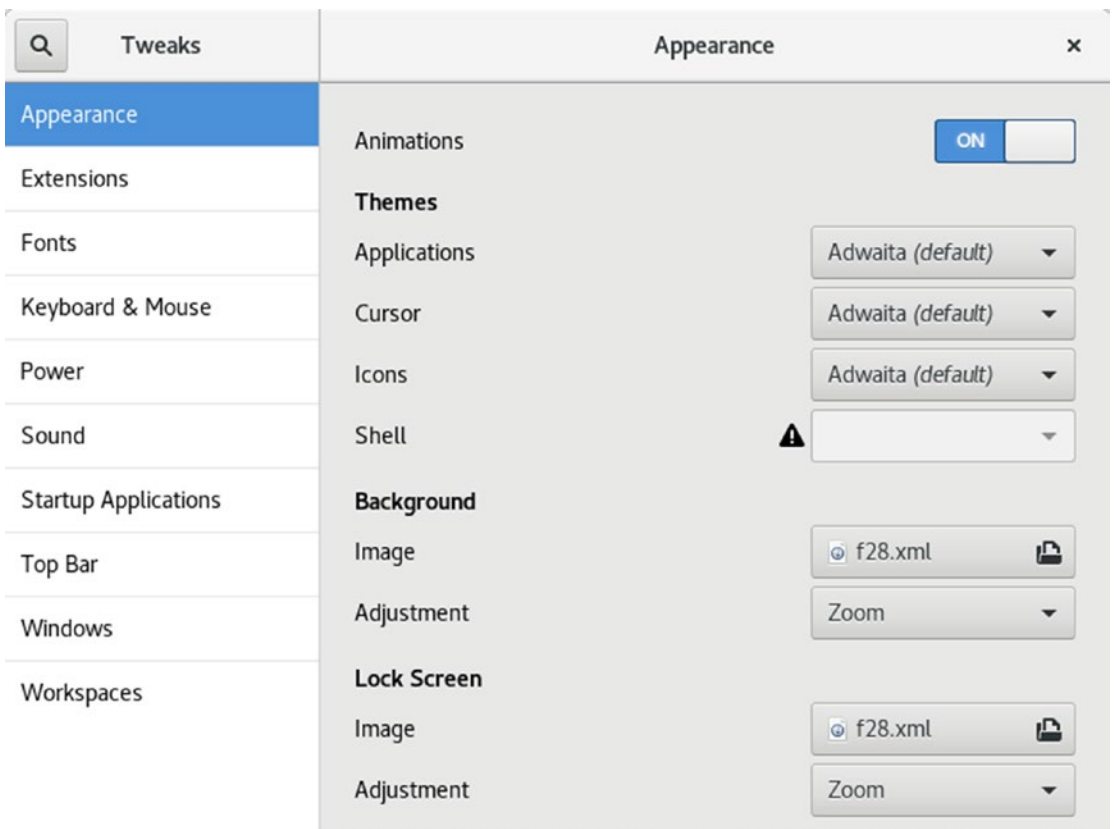 Tweaks
Appearance
Appearance
Extensions
Fonts
Keyboard & Mouse
Power
Sound
Startup Applications
Top Bar
Windows
Workspaces
Animations ON
Themes
Applications Adwaita (default)
Cursor Adwaita (default)
Icons Adwaita (default)
Shell
Background
Image f28.xml
Adjustment Zoom
Lock Screen
Image f28.xml
Adjustment Zoom